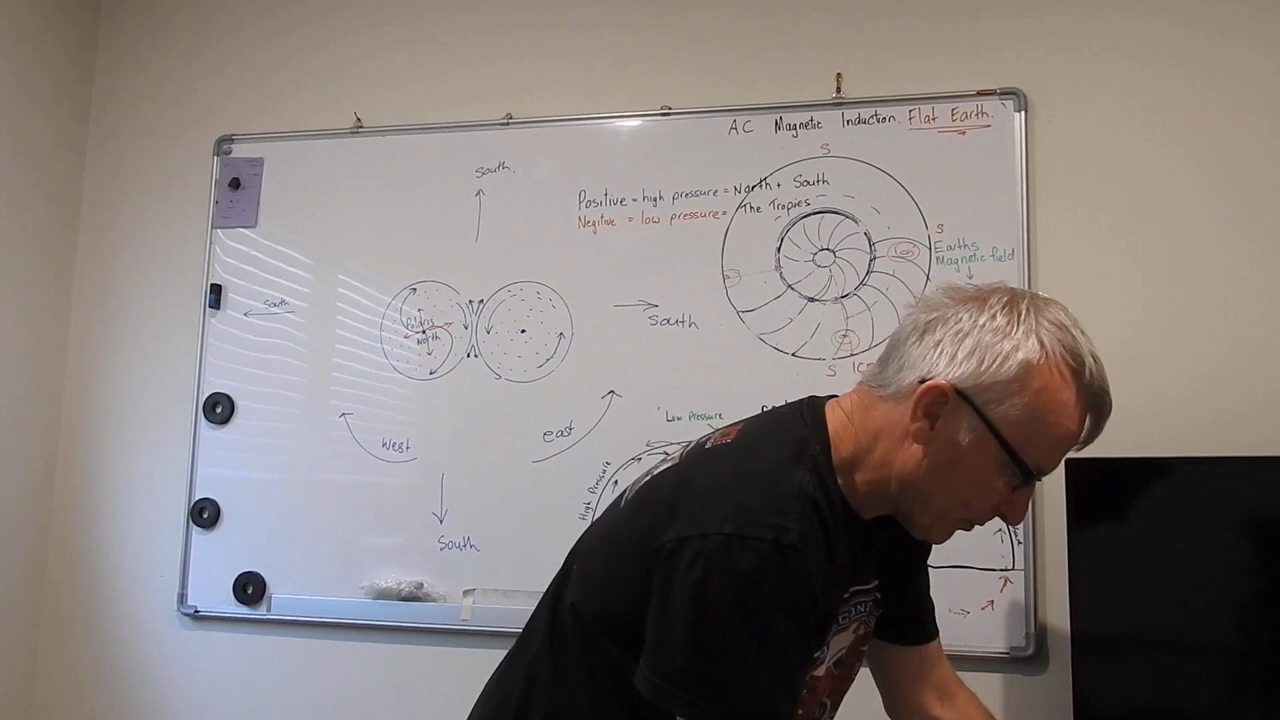 AC Magnetic Induction. Flat Earth.
South.
S
Positive = high pressure = North + South
Negitive = low pressure = The Tropics
S
Earths
Magnetic field
South
Polaris
North
South
S
Low Pressure
West
east
High Pressure
South